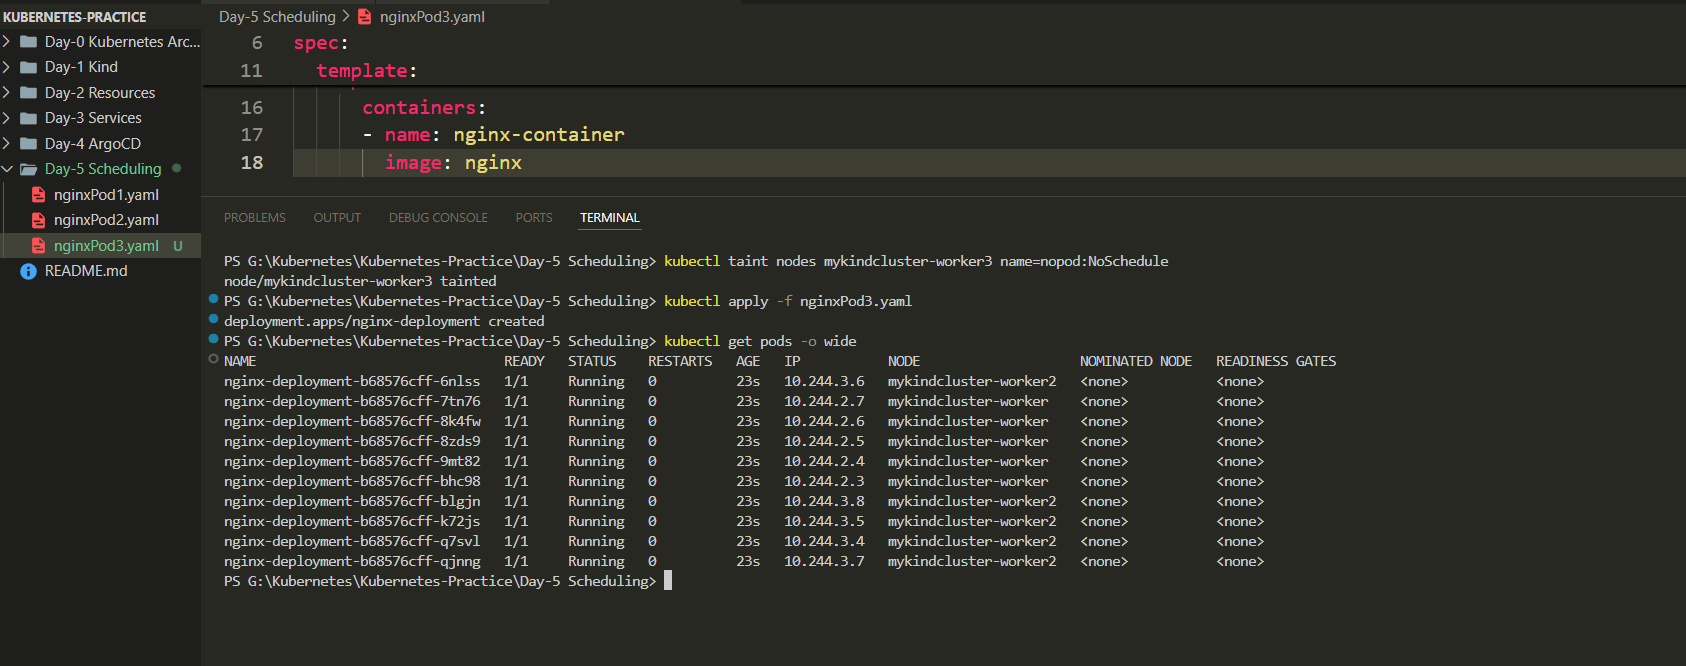 KUBERNETES-PRACTICE
Day-0 Kubernetes Arc...
Day-1 Kind
Day-2 Resources
Day-3 Services
Day-4 ArgoCD
Day-5 Scheduling
nginxPod1.yaml
nginxPod2.yaml
nginxPod3.yaml U
README.md
Day-5 Scheduling > nginxPod3.yaml
6 spec:
11 template:
16 containers:
17 - name: nginx-container
18 image: nginx
PROBLEMS OUTPUT DEBUG CONSOLE PORTS TERMINAL
PS G:\Kubernetes\Kubernetes-Practice\Day-5 Scheduling> kubectl taint nodes mykindcluster-worker3 name=nopod:NoSchedule
node/mykindcluster-worker3 tainted
PS G:\Kubernetes\Kubernetes-Practice\Day-5 Scheduling> kubectl apply -f nginxPod3.yaml
deployment.apps/nginx-deployment created
PS G:\Kubernetes\Kubernetes-Practice\Day-5 Scheduling> kubectl get pods -o wide
NAME READY STATUS RESTARTS AGE IP NODE NOMINATED NODE READINESS GATES
nginx-deployment-b68576cff-6nlss 1/1 Running 0 23s 10.244.3.6 mykindcluster-worker2 <none> <none>
nginx-deployment-b68576cff-7tn76 1/1 Running 0 23s 10.244.2.7 mykindcluster-worker <none> <none>
nginx-deployment-b68576cff-8k4fw 1/1 Running 0 23s 10.244.2.6 mykindcluster-worker <none> <none>
nginx-deployment-b68576cff-8zds9 1/1 Running 0 23s 10.244.2.5 mykindcluster-worker <none> <none>
nginx-deployment-b68576cff-9mt82 1/1 Running 0 23s 10.244.2.4 mykindcluster-worker <none> <none>
nginx-deployment-b68576cff-bhc98 1/1 Running 0 23s 10.244.2.3 mykindcluster-worker <none> <none>
nginx-deployment-b68576cff-blgjn 1/1 Running 0 23s 10.244.3.8 mykindcluster-worker2 <none> <none>
nginx-deployment-b68576cff-k72js 1/1 Running 0 23s 10.244.3.5 mykindcluster-worker2 <none> <none>
nginx-deployment-b68576cff-q7svl 1/1 Running 0 23s 10.244.3.4 mykindcluster-worker2 <none> <none>
nginx-deployment-b68576cff-qjnng 1/1 Running 0 23s 10.244.3.7 mykindcluster-worker2 <none> <none>
PS G:\Kubernetes\Kubernetes-Practice\Day-5 Scheduling>